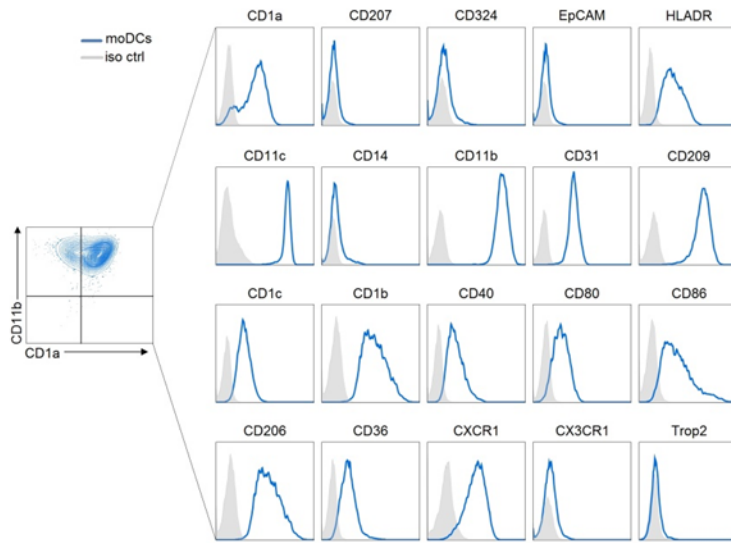 moDCs
iso ctrl
CD1a CD207 CD324 EpCAM HLADR
CD11c CD14 CD11b CD31 CD209
CD11b
CD1a
CD1c CD1b CD40 CD80 CD86
CD206 CD36 CXCR1 CX3CR1 Trop2